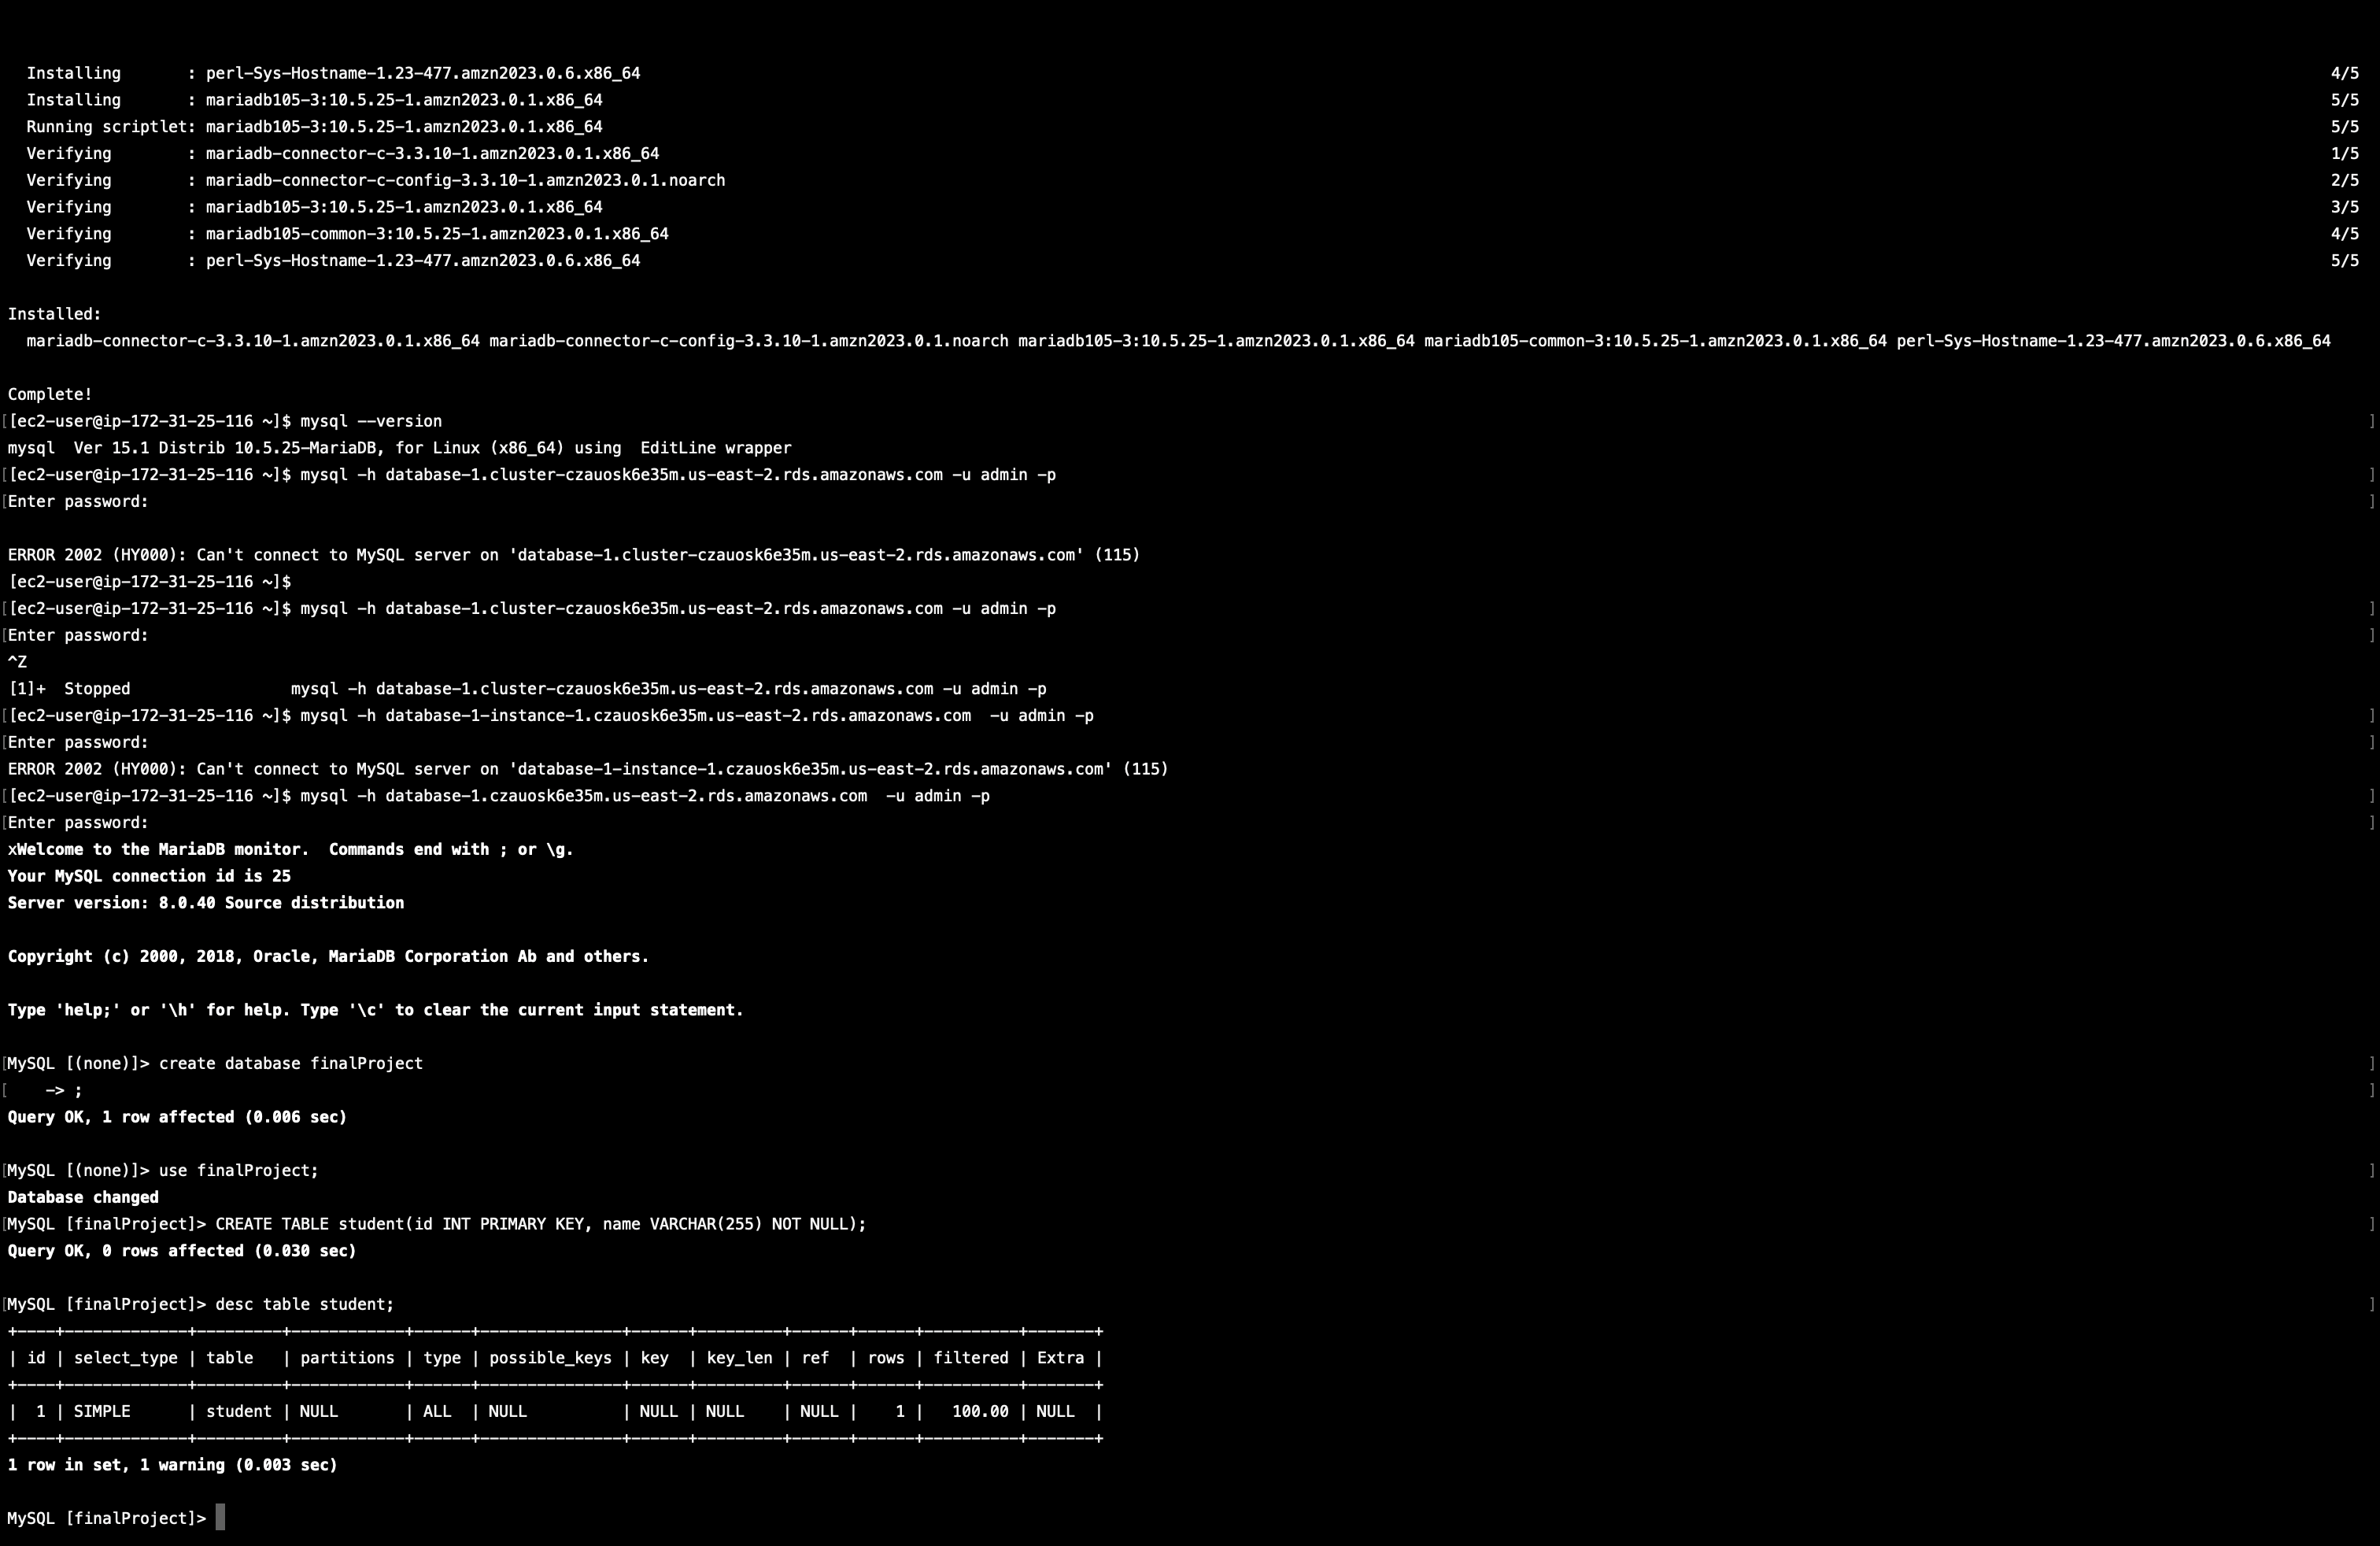 Installing       : perl-Sys-Hostname-1.23-477.amzn2023.0.6.x86_64 4/5
Installing       : mariadb105-3:10.5.25-1.amzn2023.0.1.x86_64 5/5
Running scriptlet: mariadb105-3:10.5.25-1.amzn2023.0.1.x86_64 5/5
Verifying        : mariadb-connector-c-3.3.10-1.amzn2023.0.1.x86_64 1/5
Verifying        : mariadb-connector-c-config-3.3.10-1.amzn2023.0.1.noarch 2/5
Verifying        : mariadb105-3:10.5.25-1.amzn2023.0.1.x86_64 3/5
Verifying        : mariadb105-common-3:10.5.25-1.amzn2023.0.1.x86_64 4/5
Verifying        : perl-Sys-Hostname-1.23-477.amzn2023.0.6.x86_64 5/5
Installed:
mariadb-connector-c-3.3.10-1.amzn2023.0.1.x86_64 mariadb-connector-c-config-3.3.10-1.amzn2023.0.1.noarch mariadb105-3:10.5.25-1.amzn2023.0.1.x86_64 mariadb105-common-3:10.5.25-1.amzn2023.0.1.x86_64 perl-Sys-Hostname-1.23-477.amzn2023.0.6.x86_64
Complete!
[[ec2-user@ip-172-31-25-116 ~]$ mysql --version ]
mysql  Ver 15.1 Distrib 10.5.25-MariaDB, for Linux (x86_64) using  EditLine wrapper
[[ec2-user@ip-172-31-25-116 ~]$ mysql -h database-1.cluster-czauosk6e35m.us-east-2.rds.amazonaws.com -u admin -p ]
[Enter password: ]
ERROR 2002 (HY000): Can't connect to MySQL server on 'database-1.cluster-czauosk6e35m.us-east-2.rds.amazonaws.com' (115)
[ec2-user@ip-172-31-25-116 ~]$
[[ec2-user@ip-172-31-25-116 ~]$ mysql -h database-1.cluster-czauosk6e35m.us-east-2.rds.amazonaws.com -u admin -p ]
[Enter password: ]
^Z
[1]+  Stopped                 mysql -h database-1.cluster-czauosk6e35m.us-east-2.rds.amazonaws.com -u admin -p
[[ec2-user@ip-172-31-25-116 ~]$ mysql -h database-1-instance-1.czauosk6e35m.us-east-2.rds.amazonaws.com  -u admin -p ]
[Enter password: ]
ERROR 2002 (HY000): Can't connect to MySQL server on 'database-1-instance-1.czauosk6e35m.us-east-2.rds.amazonaws.com' (115)
[[ec2-user@ip-172-31-25-116 ~]$ mysql -h database-1.czauosk6e35m.us-east-2.rds.amazonaws.com  -u admin -p ]
[Enter password: ]
xWelcome to the MariaDB monitor.  Commands end with ; or \g.
Your MySQL connection id is 25
Server version: 8.0.40 Source distribution
Copyright (c) 2000, 2018, Oracle, MariaDB Corporation Ab and others.
Type 'help;' or '\h' for help. Type '\c' to clear the current input statement.
[MySQL [(none)]> create database finalProject ]
[    -> ; ]
Query OK, 1 row affected (0.006 sec)
[MySQL [(none)]> use finalProject; ]
Database changed
[MySQL [finalProject]> CREATE TABLE student(id INT PRIMARY KEY, name VARCHAR(255) NOT NULL); ]
Query OK, 0 rows affected (0.030 sec)
[MySQL [finalProject]> desc table student; ]
+----+-------------+---------+------------+------+---------------+------+---------+------+------+----------+-------+
| id | select_type | table   | partitions | type | possible_keys | key  | key_len | ref  | rows | filtered | Extra |
+----+-------------+---------+------------+------+---------------+------+---------+------+------+----------+-------+
|  1 | SIMPLE      | student | NULL       | ALL  | NULL          | NULL | NULL    | NULL |    1 |   100.00 | NULL  |
+----+-------------+---------+------------+------+---------------+------+---------+------+------+----------+-------+
1 row in set, 1 warning (0.003 sec)
MySQL [finalProject]>